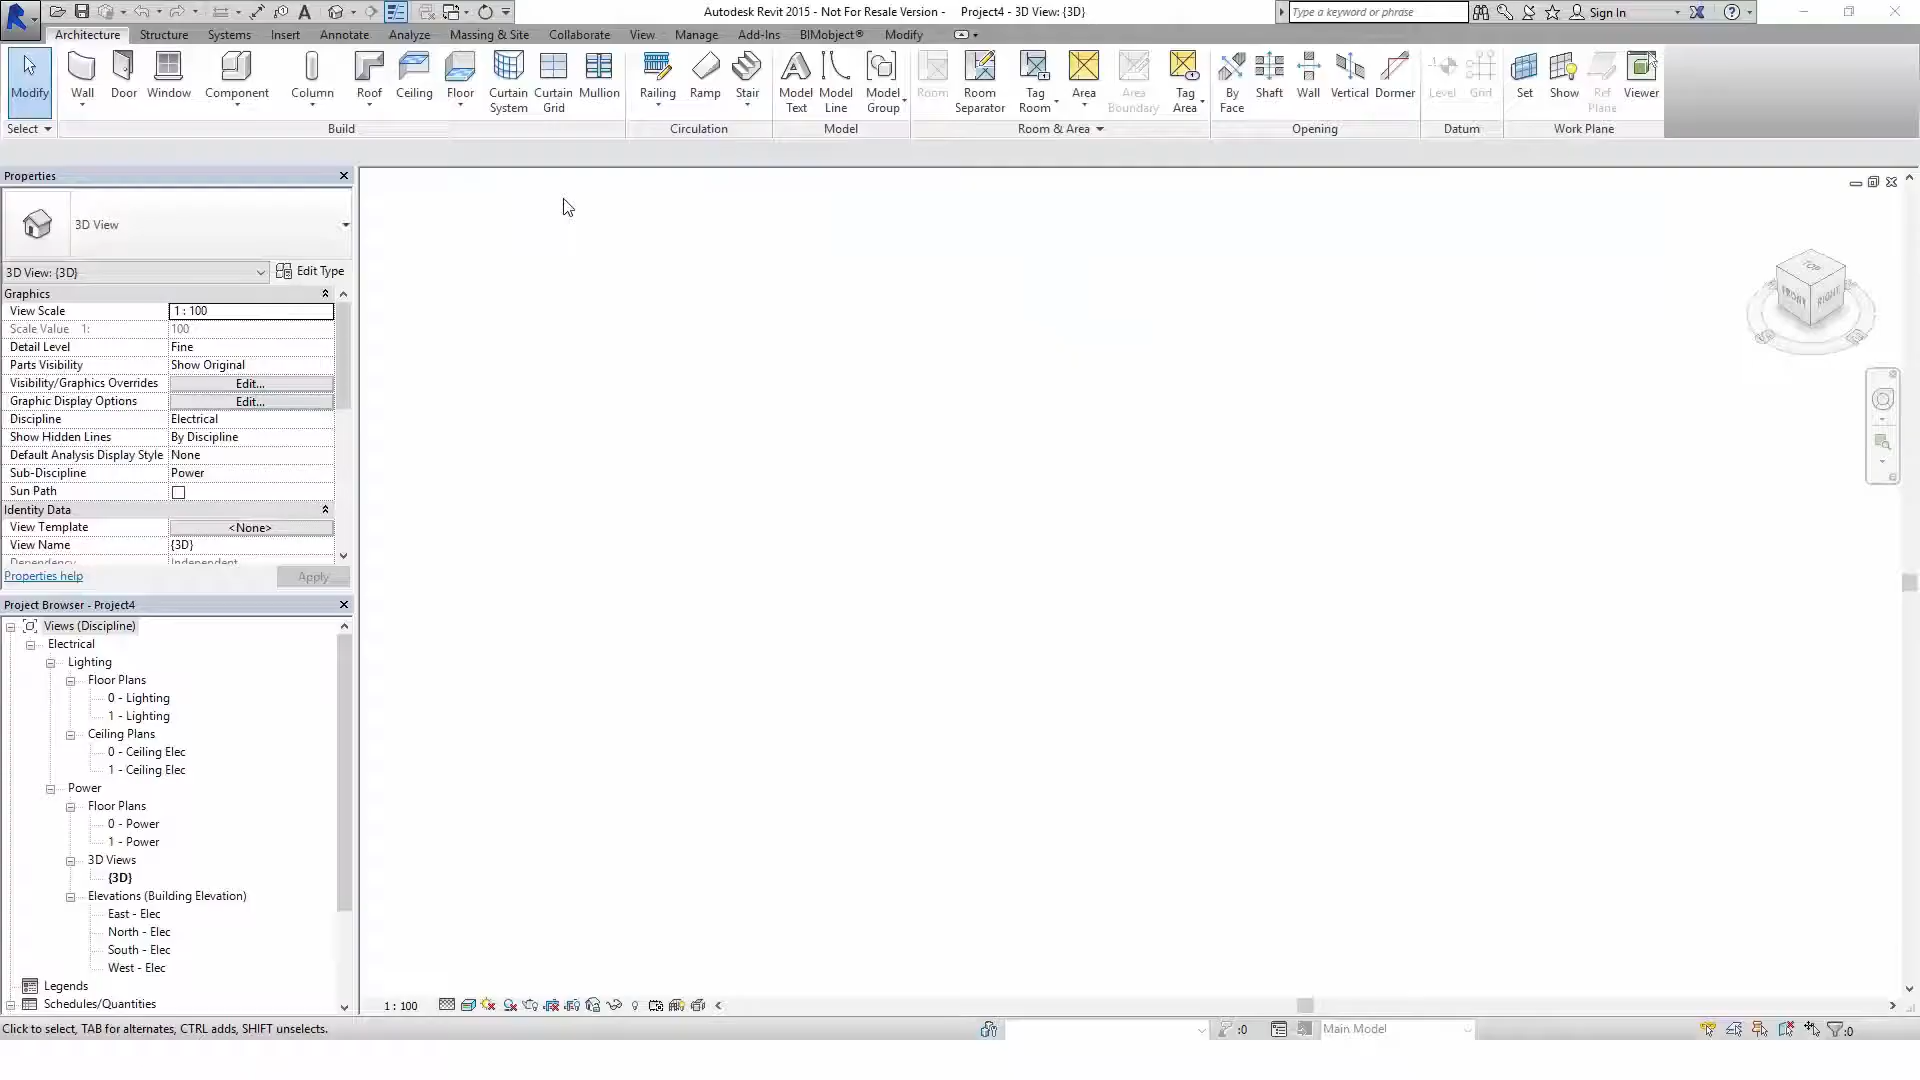 Autodesk Revit 2015 - Not For Resale Version - Project4 - 3D View: {3D}
Type a keyword or phrase
Sign In
Architecture Structure Systems Insert Annotate Analyze Massing & Site Collaborate View Manage Add-Ins BIMobject® Modify
Modify Wall Door Window Component Column Roof Ceiling Floor Curtain System Curtain Grid Mullion Railing Ramp Stair Model Text Model Line Model Group Room Room Separator Tag Room Area Area Boundary Tag Area By Face Shaft Wall Vertical Dormer Level Grid Set Show Ref Plane Viewer
Select Build Circulation Model Room & Area Opening Datum Work Plane
Properties
3D View
3D View: {3D} Edit Type
Graphics
View Scale 1 : 100
Scale Value 1: 100
Detail Level Fine
Parts Visibility Show Original
Visibility/Graphics Overrides Edit...
Graphic Display Options Edit...
Discipline Electrical
Show Hidden Lines By Discipline
Default Analysis Display Style None
Sub-Discipline Power
Sun Path
Identity Data
View Template <None>
View Name {3D}
Dependency Independent
Properties help Apply
Project Browser - Project4
Views (Discipline)
Electrical
Lighting
Floor Plans
0 - Lighting
1 - Lighting
Ceiling Plans
0 - Ceiling Elec
1 - Ceiling Elec
Power
Floor Plans
0 - Power
1 - Power
3D Views
{3D}
Elevations (Building Elevation)
East - Elec
North - Elec
South - Elec
West - Elec
Legends
Schedules/Quantities
TOP
FRONT RIGHT
1 : 100
Click to select, TAB for alternates, CTRL adds, SHIFT unselects.
:0
Main Model
:0